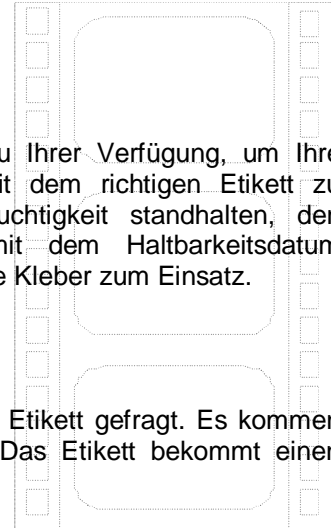 u Ihrer Verfügung, um Ihre
it dem richtigen Etikett zu
uchtigkeit standhalten, der
mit dem Haltbarkeitsdatum
e Kleber zum Einsatz.
Etikett gefragt. Es kommen
Das Etikett bekommt einen